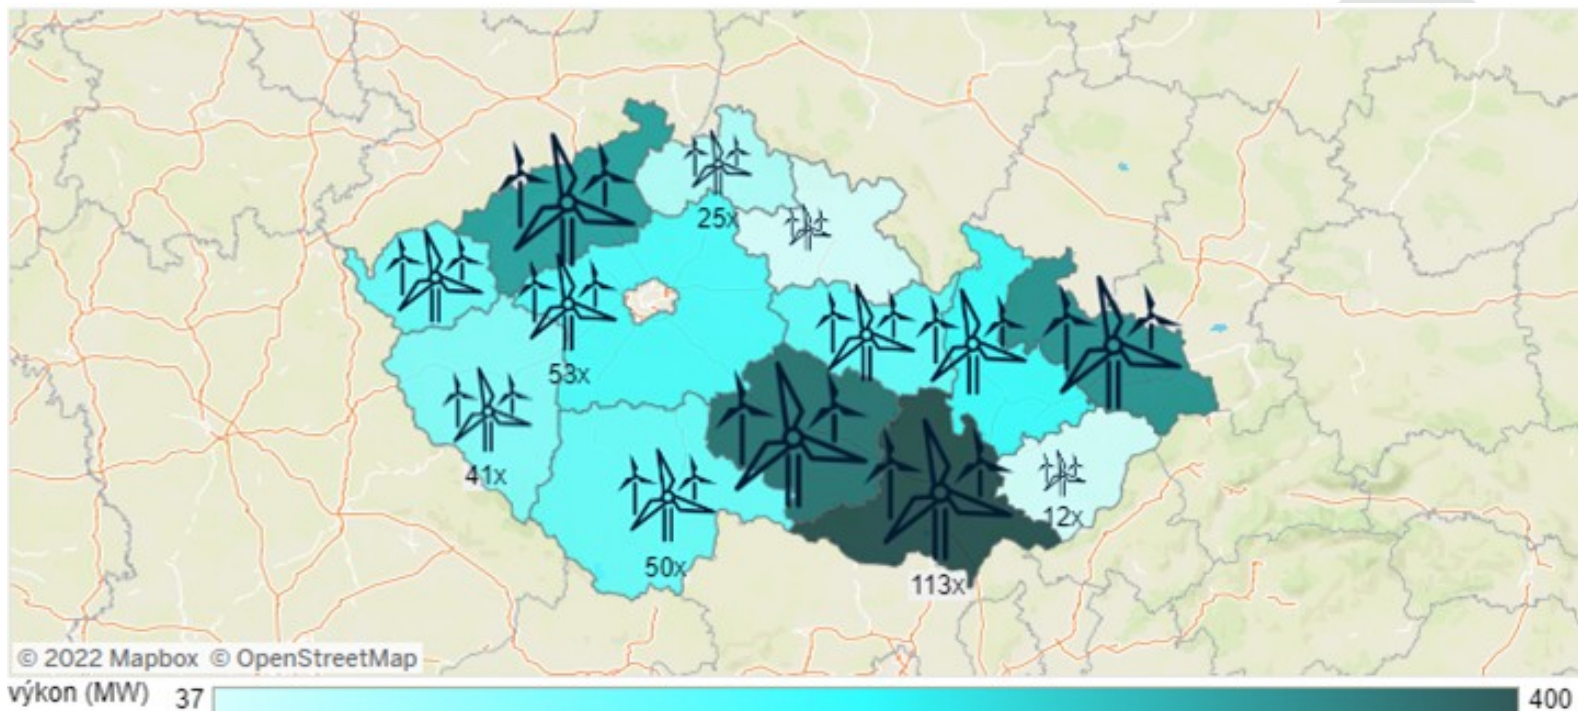 25x
53x
41x
12x
50x
113x
© 2022 Mapbox © OpenStreetMap
výkon (MW) 37 400